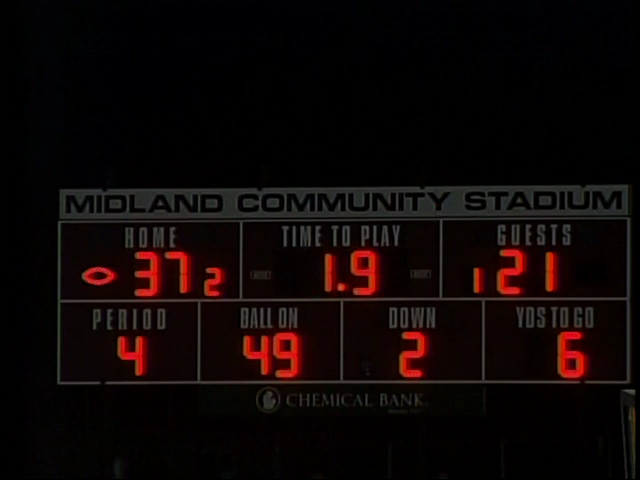 MIDLAND COMMUNITY STADIUM
HOME TIME TO PLAY GUESTS
37 2 1.9 1 21
PERIOD BALL ON DOWN YDS TO GO
4 49 2 6
CHEMICAL BANK